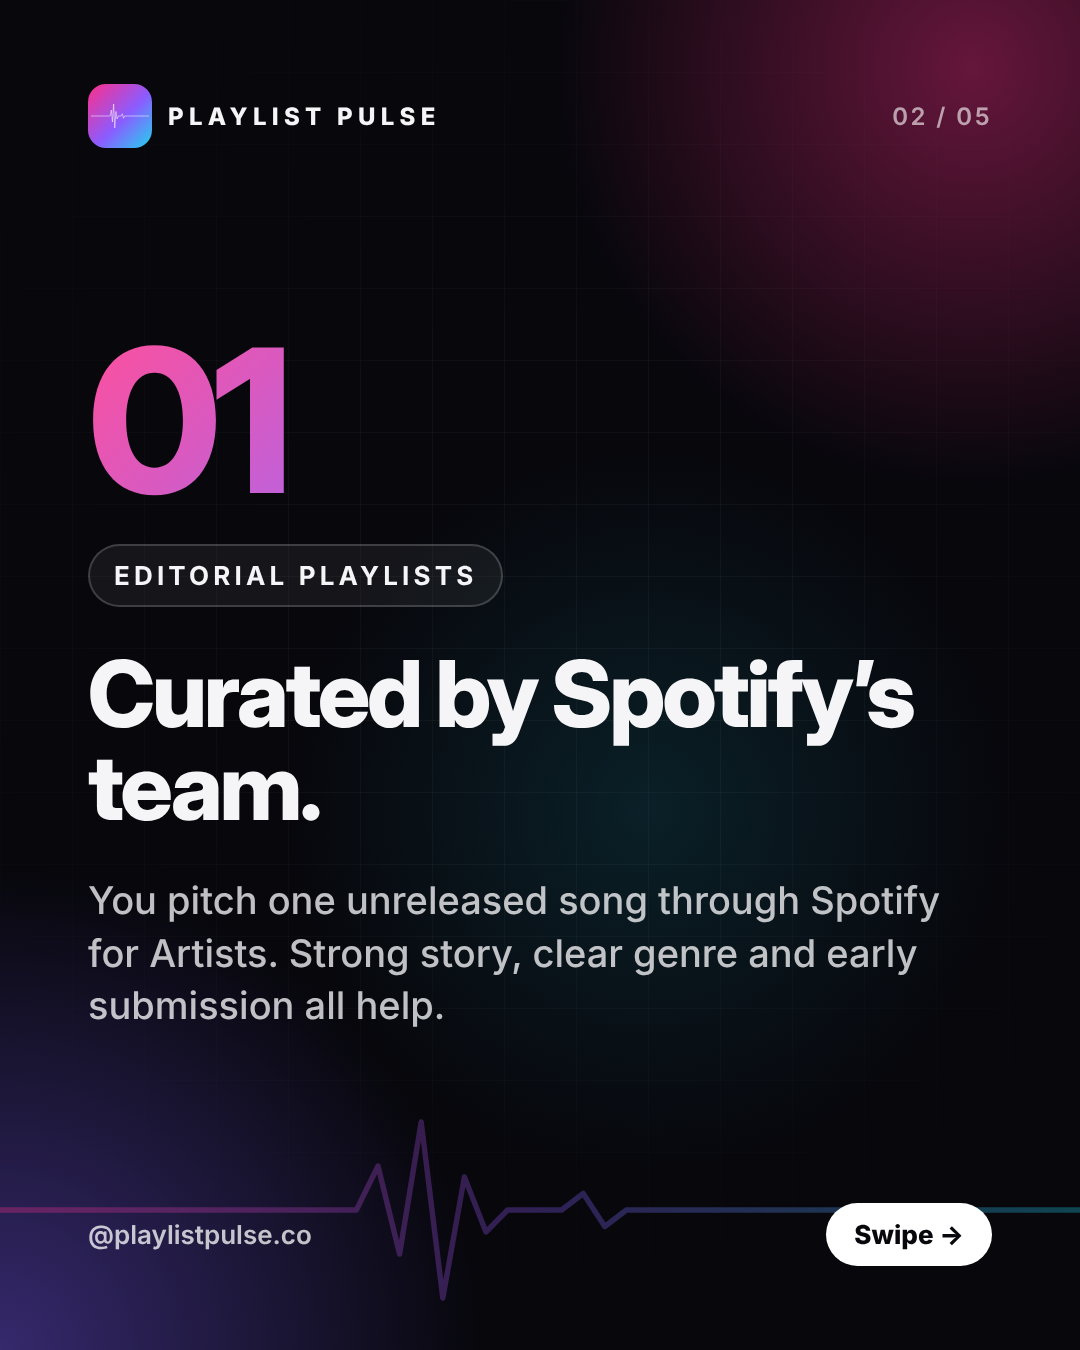 PLAYLIST PULSE
02 / 05
01
EDITORIAL PLAYLISTS
Curated by Spotify’s
team.
You pitch one unreleased song through Spotify
for Artists. Strong story, clear genre and early
submission all help.
@playlistpulse.co
Swipe →